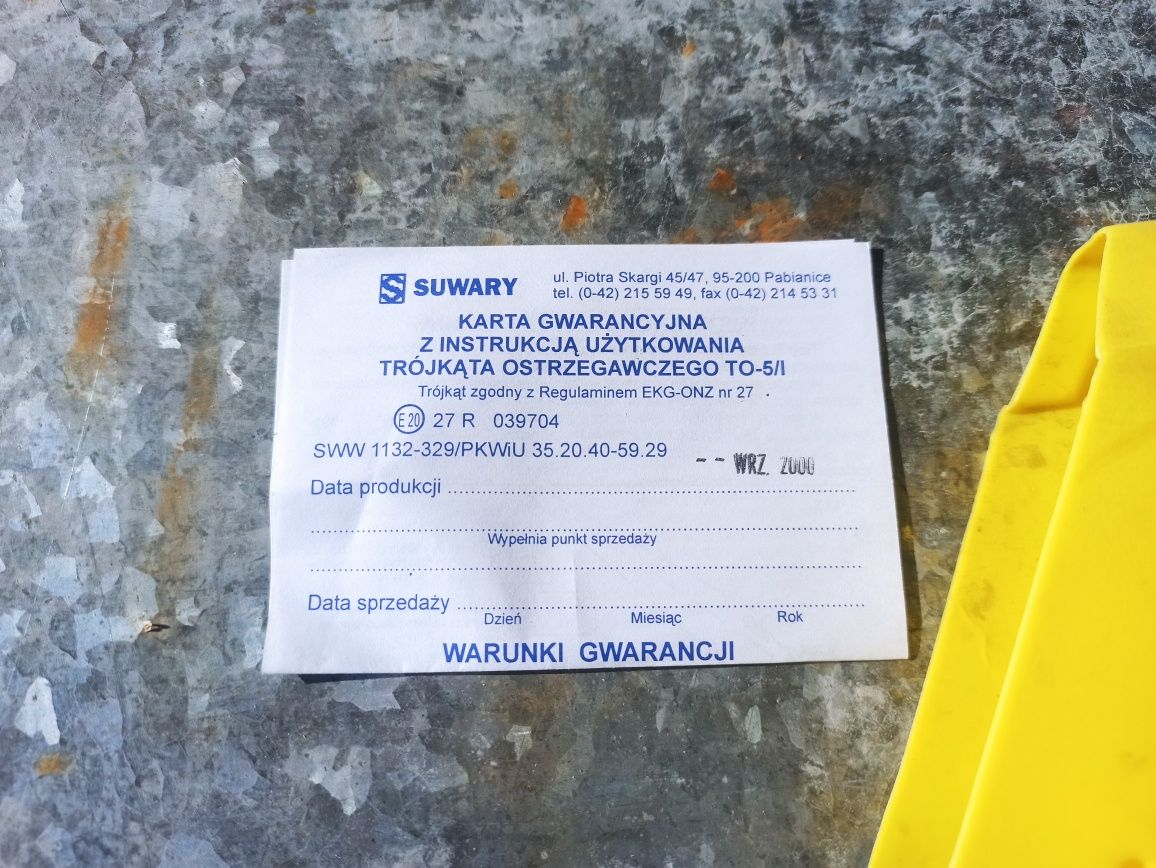 SUWARY
ul. Piotra Skargi 45/47, 95-200 Pabianice
tel. (0-42) 215 59 49, fax (0-42) 214 53 31
KARTA GWARANCYJNA
Z INSTRUKCJĄ UŻYTKOWANIA
TRÓJKĄTA OSTRZEGAWCZEGO TO-5/I
Trójkąt zgodny z Regulaminem EKG-ONZ nr 27
E 20 27 R 039704
SWW 1132-329/PKWiU 35.20.40-59.29
-- WRZ. 2000
Data produkcji
Wypełnia punkt sprzedaży
Data sprzedaży
Dzień Miesiąc Rok
WARUNKI GWARANCJI